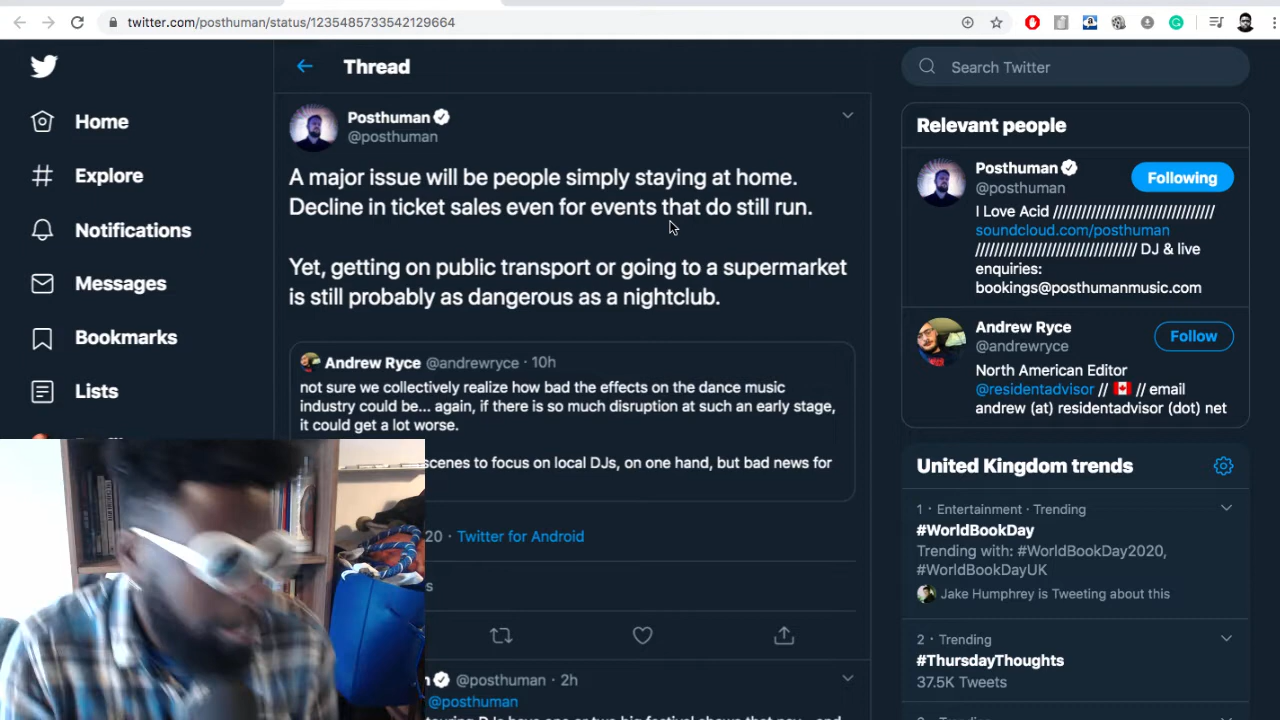 twitter.com/posthuman/status/1235485733542129664
Thread
Search Twitter
Home
Explore
Notifications
Messages
Bookmarks
Lists
Posthuman
@posthuman
A major issue will be people simply staying at home.
Decline in ticket sales even for events that do still run.
Yet, getting on public transport or going to a supermarket
is still probably as dangerous as a nightclub.
Andrew Ryce @andrewryce · 10h
not sure we collectively realize how bad the effects on the dance music
industry could be... again, if there is so much disruption at such an early stage,
it could get a lot worse.
scenes to focus on local DJs, on one hand, but bad news for
20 · Twitter for Android
@posthuman · 2h
@posthuman
Relevant people
Posthuman
Following
@posthuman
I Love Acid //////////////////////////////////
soundcloud.com/posthuman
////////////////////////////////// DJ & live
enquiries:
bookings@posthumanmusic.com
Andrew Ryce
Follow
@andrewryce
North American Editor
@residentadvisor // 🇨🇦 // email
andrew (at) residentadvisor (dot) net
United Kingdom trends
1 · Entertainment · Trending
#WorldBookDay
Trending with: #WorldBookDay2020,
#WorldBookDayUK
Jake Humphrey is Tweeting about this
2 · Trending
#ThursdayThoughts
37.5K Tweets